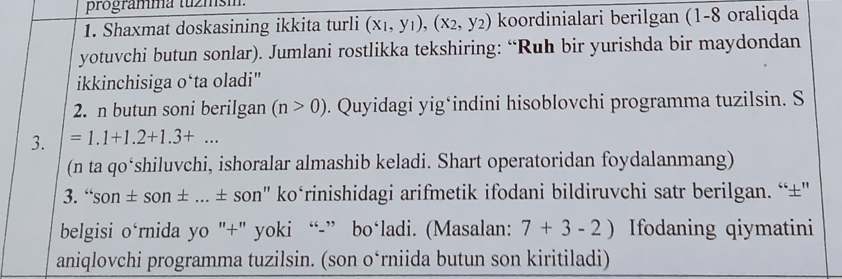 programma tuzilsin.
1. Shaxmat doskasining ikkita turli (x1, y1), (x2, y2) koordinialari berilgan (1-8 oraliqda
yotuvchi butun sonlar). Jumlani rostlikka tekshiring: “Ruh bir yurishda bir maydondan
ikkinchisiga o‘ta oladi"
2. n butun soni berilgan (n > 0). Quyidagi yig‘indini hisoblovchi programma tuzilsin. S
3. = 1.1+1.2+1.3+ ...
(n ta qo‘shiluvchi, ishoralar almashib keladi. Shart operatoridan foydalanmang)
3. “son ± son ± ... ± son" ko‘rinishidagi arifmetik ifodani bildiruvchi satr berilgan. “±"
belgisi o‘rnida yo "+" yoki “-” bo‘ladi. (Masalan: 7 + 3 - 2 ) Ifodaning qiymatini
aniqlovchi programma tuzilsin. (son o‘rniida butun son kiritiladi)